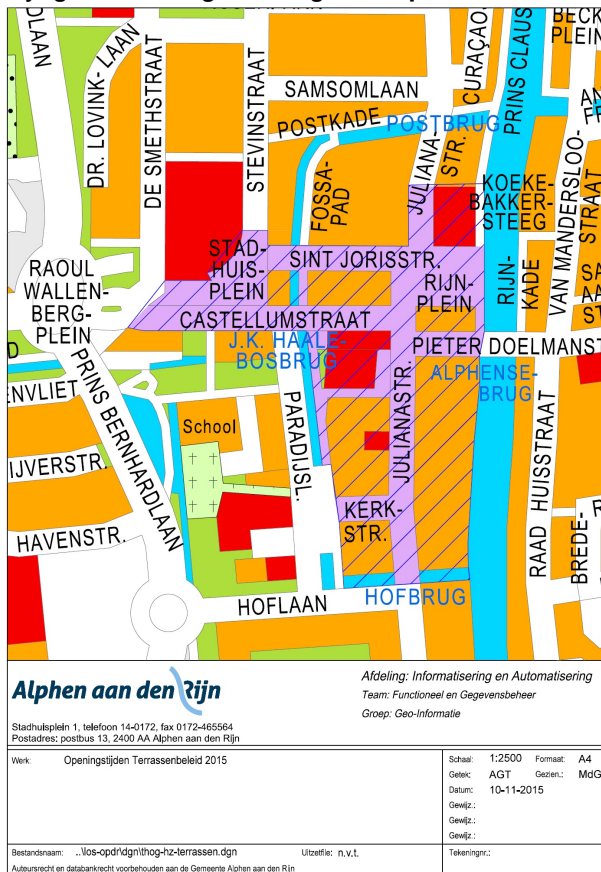 DR. LOVINK- LAAN
DE SMETHSTRAAT
STEVINSTRAAT
SAMSOMLAAN
POSTKADE
POSTBRUG
CURAÇAO
PRINS CLAUS
BECK
PLEIN
JULIANA
STR.
FOSSA-
PAD
KOEKE-
BAKKER-
STEEG
VAN MANDERSLOO-
STRAAT
STAD-
HUIS-
PLEIN
SINT JORISSTR.
RIJN-
PLEIN
RIJN-
KADE
RAOUL
WALLEN-
BERG-
PLEIN
CASTELLUMSTRAAT
J.K. HAALE-
BOSBRUG
PIETER DOELMANST
ALPHENSE-
BRUG
ENVLIET
PRINS BERNHARDLAAN
School
PARADIJSL.
JULIANASTR.
RAAD HUISSTRAAT
BREDE-
IJVERSTR.
HAVENSTR.
KERK-
STR.
HOFLAAN
HOFBRUG
Alphen aan den Rijn
Stadhuisplein 1, telefoon 14-0172, fax 0172-465564
Postadres: postbus 13, 2400 AA Alphen aan den Rijn
Afdeling: Informatisering en Automatisering
Team: Functioneel en Gegevensbeheer
Groep: Geo-Informatie
Werk: Openingstijden Terrassenbeleid 2015
Schaal: 1:2500 Formaat: A4
Getek: AGT Gezien.: MdG
Datum: 10-11-2015
Gewijz.:
Gewijz.:
Gewijz.:
Bestandsnaam: ..\los-opdr\dgn\thog-hz-terrassen.dgn Uitzetfile: n.v.t.
Tekeningnr.:
Auteursrecht en databankrecht voorbehouden aan de Gemeente Alphen aan den Rijn